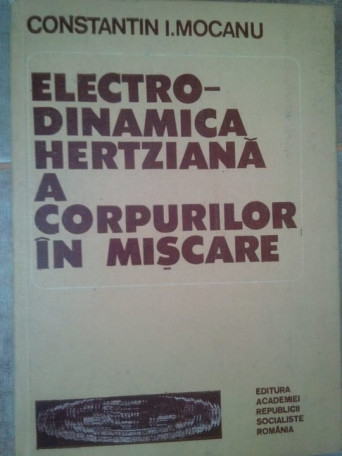 CONSTANTIN I.MOCANU
ELECTRO-
DINAMICA
HERTZIANĂ
A
CORPURILOR
ÎN MIȘCARE
EDITURA
ACADEMIEI
REPUBLICII
SOCIALISTE
ROMÂNIA